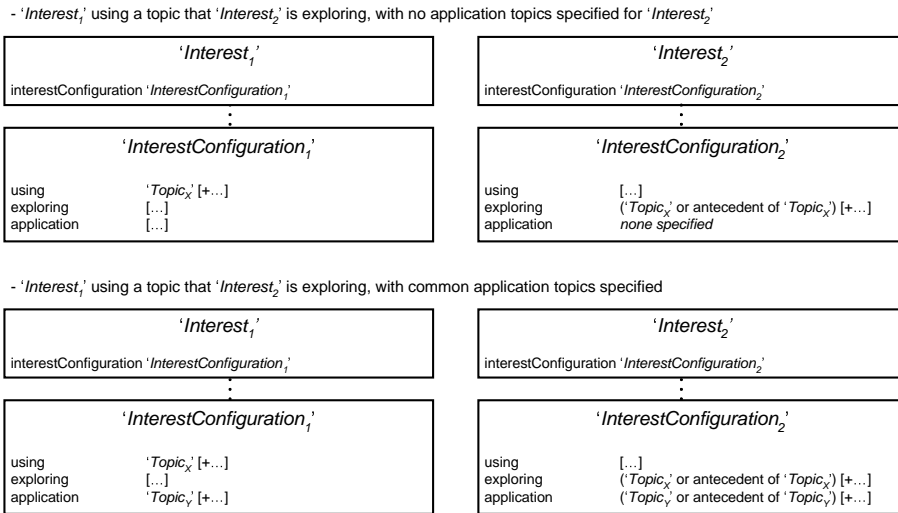 - ‘Interest₁’ using a topic that ‘Interest₂’ is exploring, with no application topics specified for ‘Interest₂’
‘Interest₁’
interestConfiguration ‘InterestConfiguration₁’
‘Interest₂’
interestConfiguration ‘InterestConfiguration₂’
‘InterestConfiguration₁’
using ‘Topicₓ’ [+…]
exploring […]
application […]
‘InterestConfiguration₂’
using […]
exploring (‘Topicₓ’ or antecedent of ‘Topicₓ’) [+…]
application none specified
- ‘Interest₁’ using a topic that ‘Interest₂’ is exploring, with common application topics specified
‘Interest₁’
interestConfiguration ‘InterestConfiguration₁’
‘Interest₂’
interestConfiguration ‘InterestConfiguration₂’
‘InterestConfiguration₁’
using ‘Topicₓ’ [+…]
exploring […]
application ‘Topic_Y’ [+…]
‘InterestConfiguration₂’
using […]
exploring (‘Topicₓ’ or antecedent of ‘Topicₓ’) [+…]
application (‘Topic_Y’ or antecedent of ‘Topic_Y’) [+…]